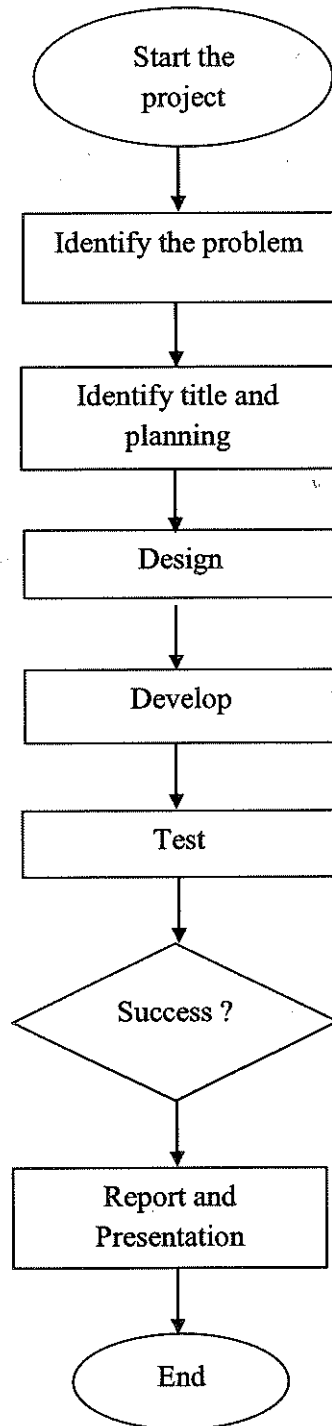 Start the
project
Identify the problem
Identify title and
planning
Design
Develop
Test
Success ?
Report and
Presentation
End